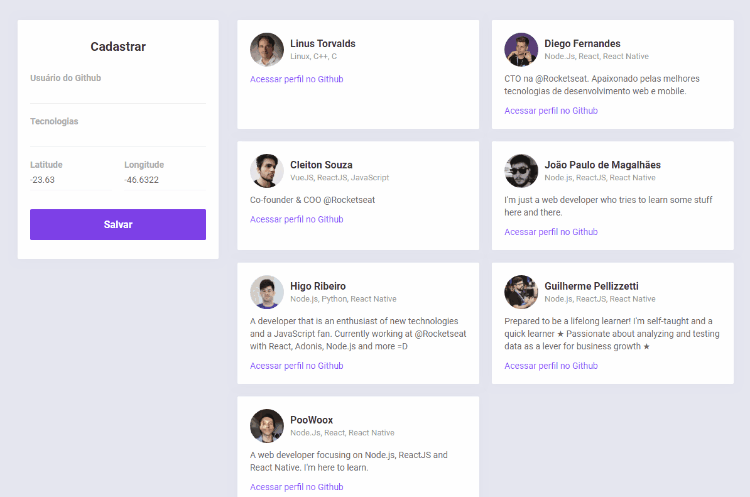 Cadastrar
Usuário do Github
Tecnologias
Latitude Longitude
-23.63 -46.6322
Salvar
Linus Torvalds
Linux, C++, C
Acessar perfil no Github
Diego Fernandes
Node Js, React, React Native
CTO na @Rocketseat. Apaixonado pelas melhores
tecnologias de desenvolvimento web e mobile.
Acessar perfil no Github
Cleiton Souza
VueJS, ReactJS, JavaScript
Co-founder & COO @Rocketseat
Acessar perfil no Github
João Paulo de Magalhães
Node js, ReactJS, React Native
I'm just a web developer who tries to learn some stuff
here and there.
Acessar perfil no Github
Higo Ribeiro
Node.js, Python, React Native
A developer that is an enthusiast of new technologies
and a JavaScript fan. Currently working at @Rocketseat
with React, Adonis, Node.js and more =D
Acessar perfil no Github
Guilherme Pellizzetti
Node.js, ReactJS, React Native
Prepared to be a lifelong learner! I'm self-taught and a
quick learner ★ Passionate about analyzing and testing
data as a lever for business growth ★
Acessar perfil no Github
PooWoox
Node.Js, React, React Native
A web developer focusing on Node.js, ReactJS and
React Native. I'm here to learn.
Acessar perfil no Github